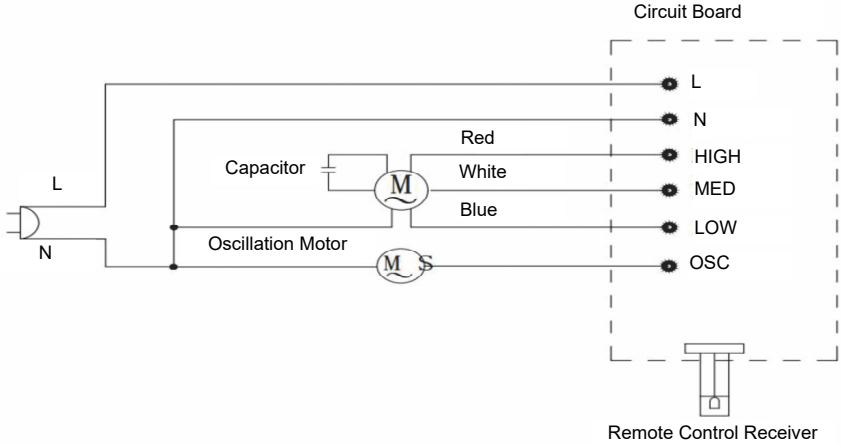 Circuit Board
L
N
Red
HIGH
Capacitor
White
M
MED
L
Blue
LOW
N
Oscillation Motor
M S
OSC
Remote Control Receiver